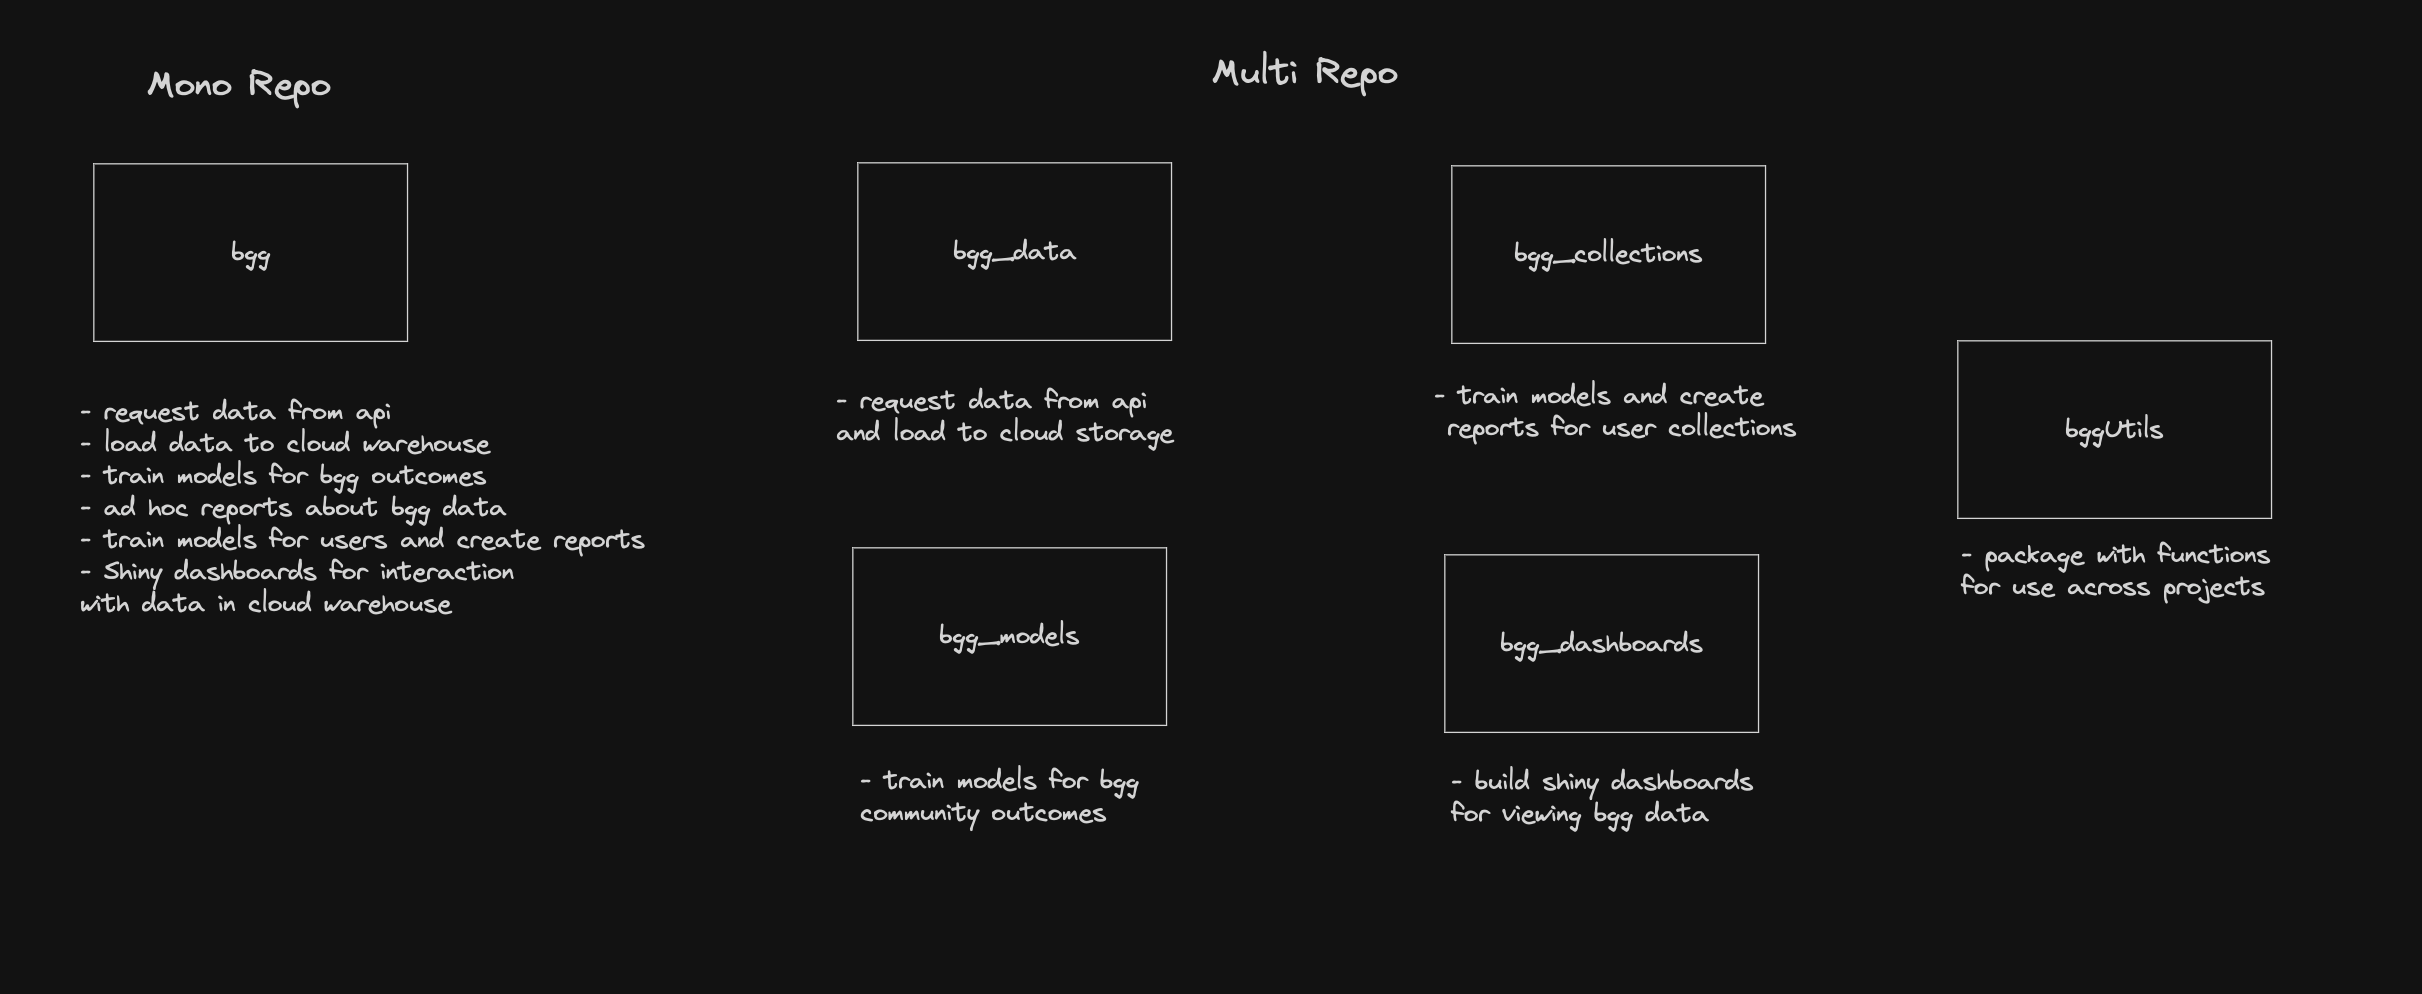 Mono Repo
bgg
- request data from api
- load data to cloud warehouse
- train models for bgg outcomes
- ad hoc reports about bgg data
- train models for users and create reports
- Shiny dashboards for interaction
with data in cloud warehouse
Multi Repo
bgg_data
- request data from api
and load to cloud storage
bgg_collections
- train models and create
reports for user collections
bgg_models
- train models for bgg
community outcomes
bgg_dashboards
- build shiny dashboards
for viewing bgg data
bggUtils
- package with functions
for use across projects